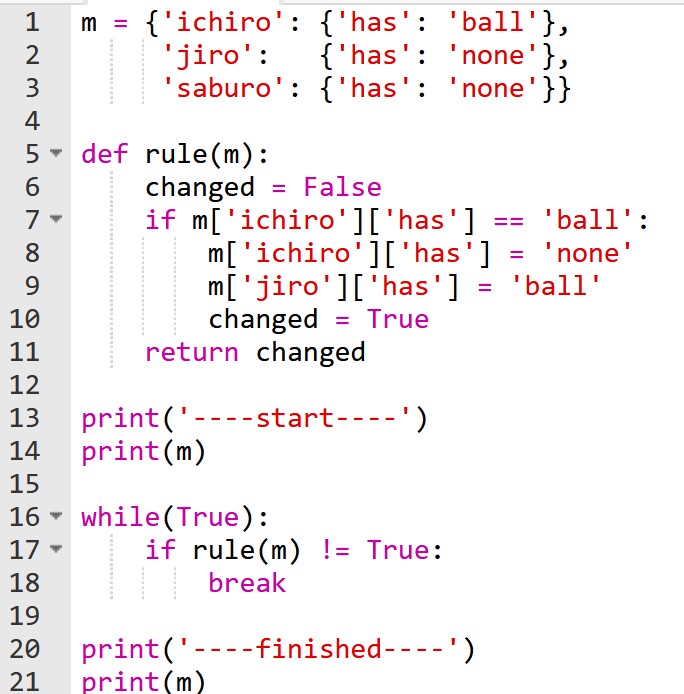 1 m = {'ichiro': {'has': 'ball'},
2      'jiro':   {'has': 'none'},
3      'saburo': {'has': 'none'}}
4
5 def rule(m):
6     changed = False
7     if m['ichiro']['has'] == 'ball':
8         m['ichiro']['has'] = 'none'
9         m['jiro']['has'] = 'ball'
10         changed = True
11     return changed
12
13 print('----start----')
14 print(m)
15
16 while(True):
17     if rule(m) != True:
18         break
19
20 print('----finished----')
21 print(m)